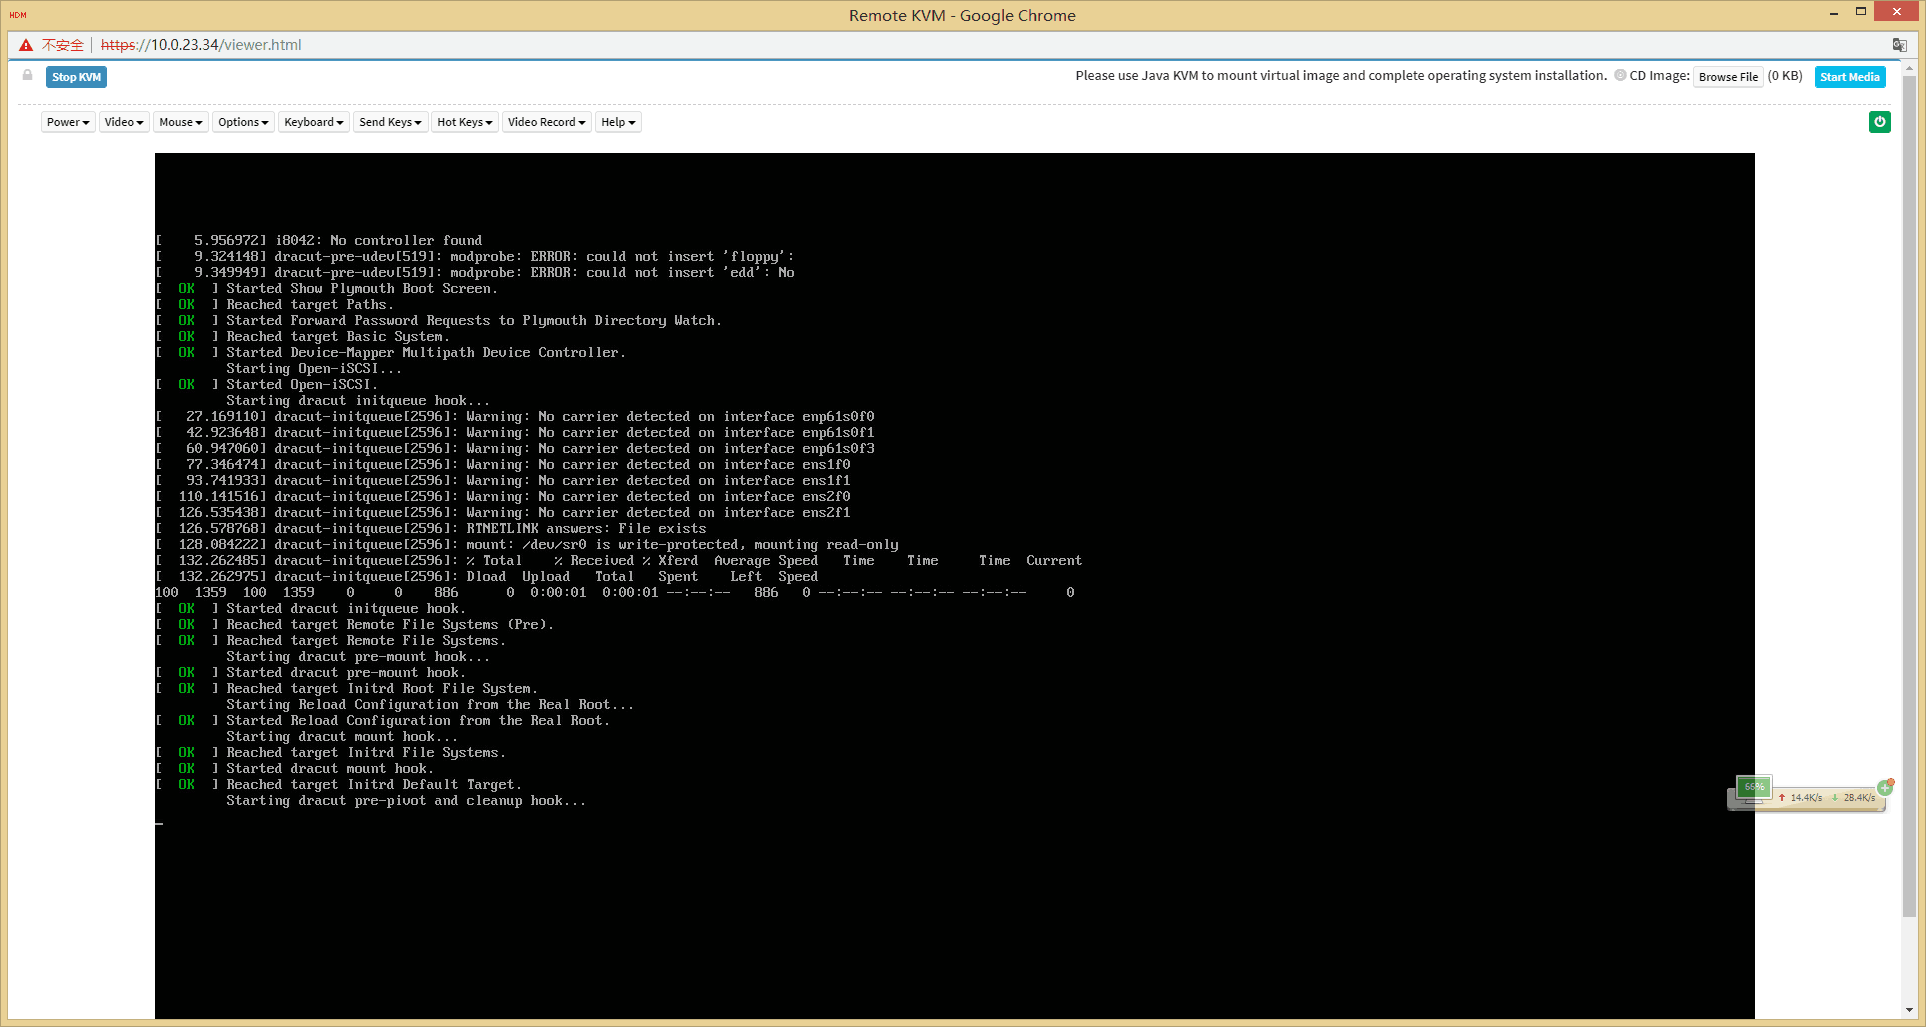 HDM
Remote KVM - Google Chrome
不安全 https://10.0.23.34/viewer.html
Stop KVM
Please use Java KVM to mount virtual image and complete operating system installation. CD Image: Browse File (0 KB) Start Media
Power Video Mouse Options Keyboard Send Keys Hot Keys Video Record Help
[    5.956972] i8042: No controller found
[    9.324148] dracut-pre-udev[519]: modprobe: ERROR: could not insert 'floppy':
[    9.349949] dracut-pre-udev[519]: modprobe: ERROR: could not insert 'edd': No
[  OK  ] Started Show Plymouth Boot Screen.
[  OK  ] Reached target Paths.
[  OK  ] Started Forward Password Requests to Plymouth Directory Watch.
[  OK  ] Reached target Basic System.
[  OK  ] Started Device-Mapper Multipath Device Controller.
Starting Open-iSCSI...
[  OK  ] Started Open-iSCSI.
Starting dracut initqueue hook...
[   27.169110] dracut-initqueue[2596]: Warning: No carrier detected on interface enp61s0f0
[   42.923648] dracut-initqueue[2596]: Warning: No carrier detected on interface enp61s0f1
[   60.947060] dracut-initqueue[2596]: Warning: No carrier detected on interface enp61s0f3
[   77.346474] dracut-initqueue[2596]: Warning: No carrier detected on interface ens1f0
[   93.741933] dracut-initqueue[2596]: Warning: No carrier detected on interface ens1f1
[  110.141516] dracut-initqueue[2596]: Warning: No carrier detected on interface ens2f0
[  126.535438] dracut-initqueue[2596]: Warning: No carrier detected on interface ens2f1
[  126.578768] dracut-initqueue[2596]: RTNETLINK answers: File exists
[  128.084222] dracut-initqueue[2596]: mount: /dev/sr0 is write-protected, mounting read-only
[  132.262485] dracut-initqueue[2596]: % Total    % Received % Xferd  Average Speed   Time    Time     Time  Current
[  132.262975] dracut-initqueue[2596]: Dload  Upload   Total   Spent    Left  Speed
100  1359  100  1359    0     0    886      0  0:00:01  0:00:01 --:--:--   886   0 --:--:-- --:--:-- --:--:--     0
[  OK  ] Started dracut initqueue hook.
[  OK  ] Reached target Remote File Systems (Pre).
[  OK  ] Reached target Remote File Systems.
Starting dracut pre-mount hook...
[  OK  ] Started dracut pre-mount hook.
[  OK  ] Reached target Initrd Root File System.
Starting Reload Configuration from the Real Root...
[  OK  ] Started Reload Configuration from the Real Root.
Starting dracut mount hook...
[  OK  ] Reached target Initrd File Systems.
[  OK  ] Started dracut mount hook.
[  OK  ] Reached target Initrd Default Target.
Starting dracut pre-pivot and cleanup hook...
66% 14.4K/s 28.4K/s